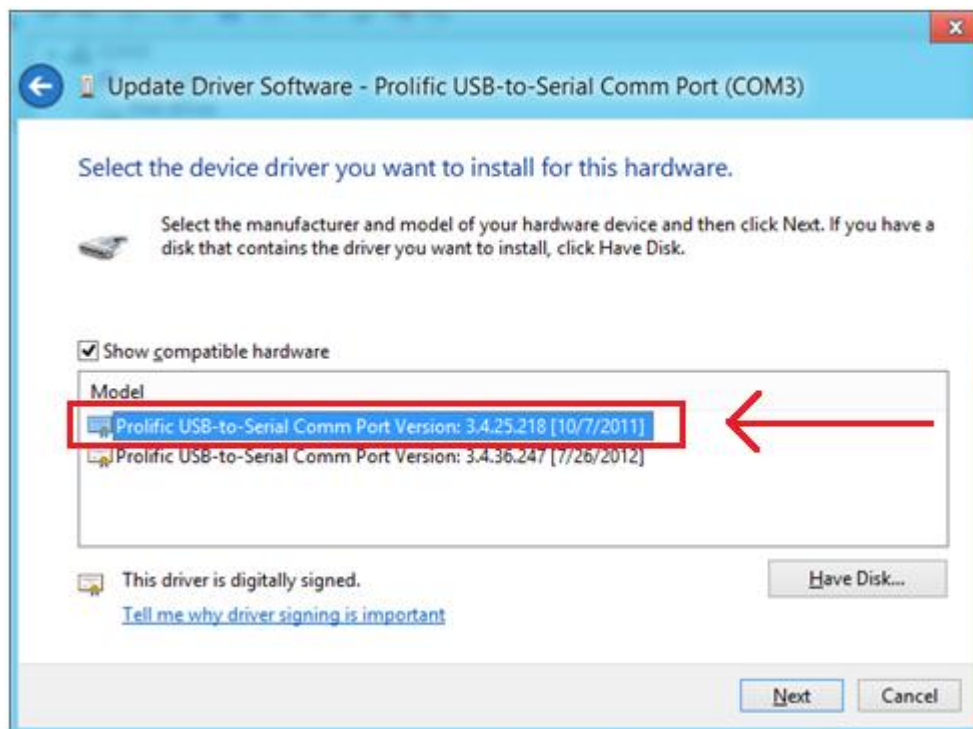 Update Driver Software - Prolific USB-to-Serial Comm Port (COM3)
Select the device driver you want to install for this hardware.
Select the manufacturer and model of your hardware device and then click Next. If you have a
disk that contains the driver you want to install, click Have Disk.
Show compatible hardware
Model
Prolific USB-to-Serial Comm Port Version: 3.4.25.218 [10/7/2011]
Prolific USB-to-Serial Comm Port Version: 3.4.36.247 [7/26/2012]
This driver is digitally signed.
Have Disk...
Tell me why driver signing is important
Next
Cancel